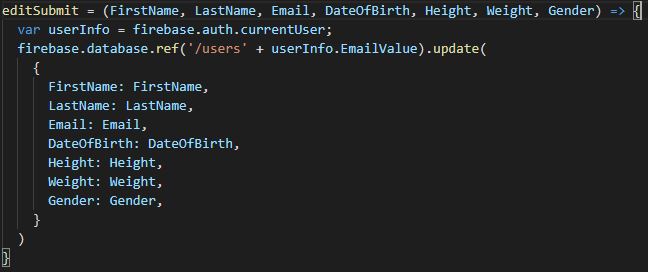 editSubmit = (FirstName, LastName, Email, DateOfBirth, Height, Weight, Gender) => {
var userInfo = firebase.auth.currentUser;
firebase.database.ref('/users' + userInfo.EmailValue).update(
{
FirstName: FirstName,
LastName: LastName,
Email: Email,
DateOfBirth: DateOfBirth,
Height: Height,
Weight: Weight,
Gender: Gender,
}
)
}